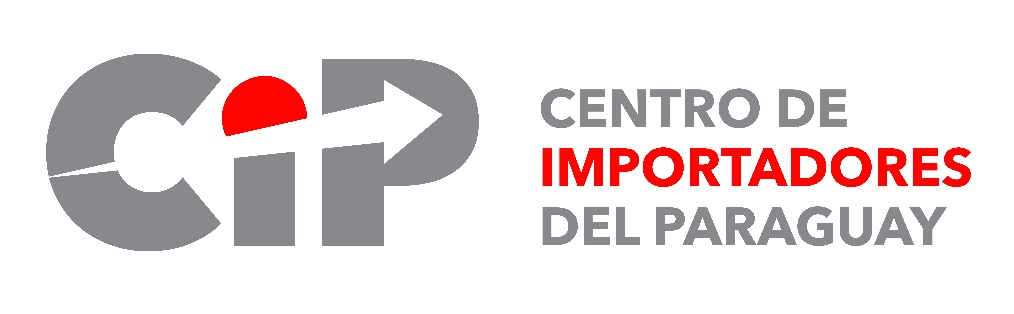 CiP
CENTRO DE
IMPORTADORES
DEL PARAGUAY